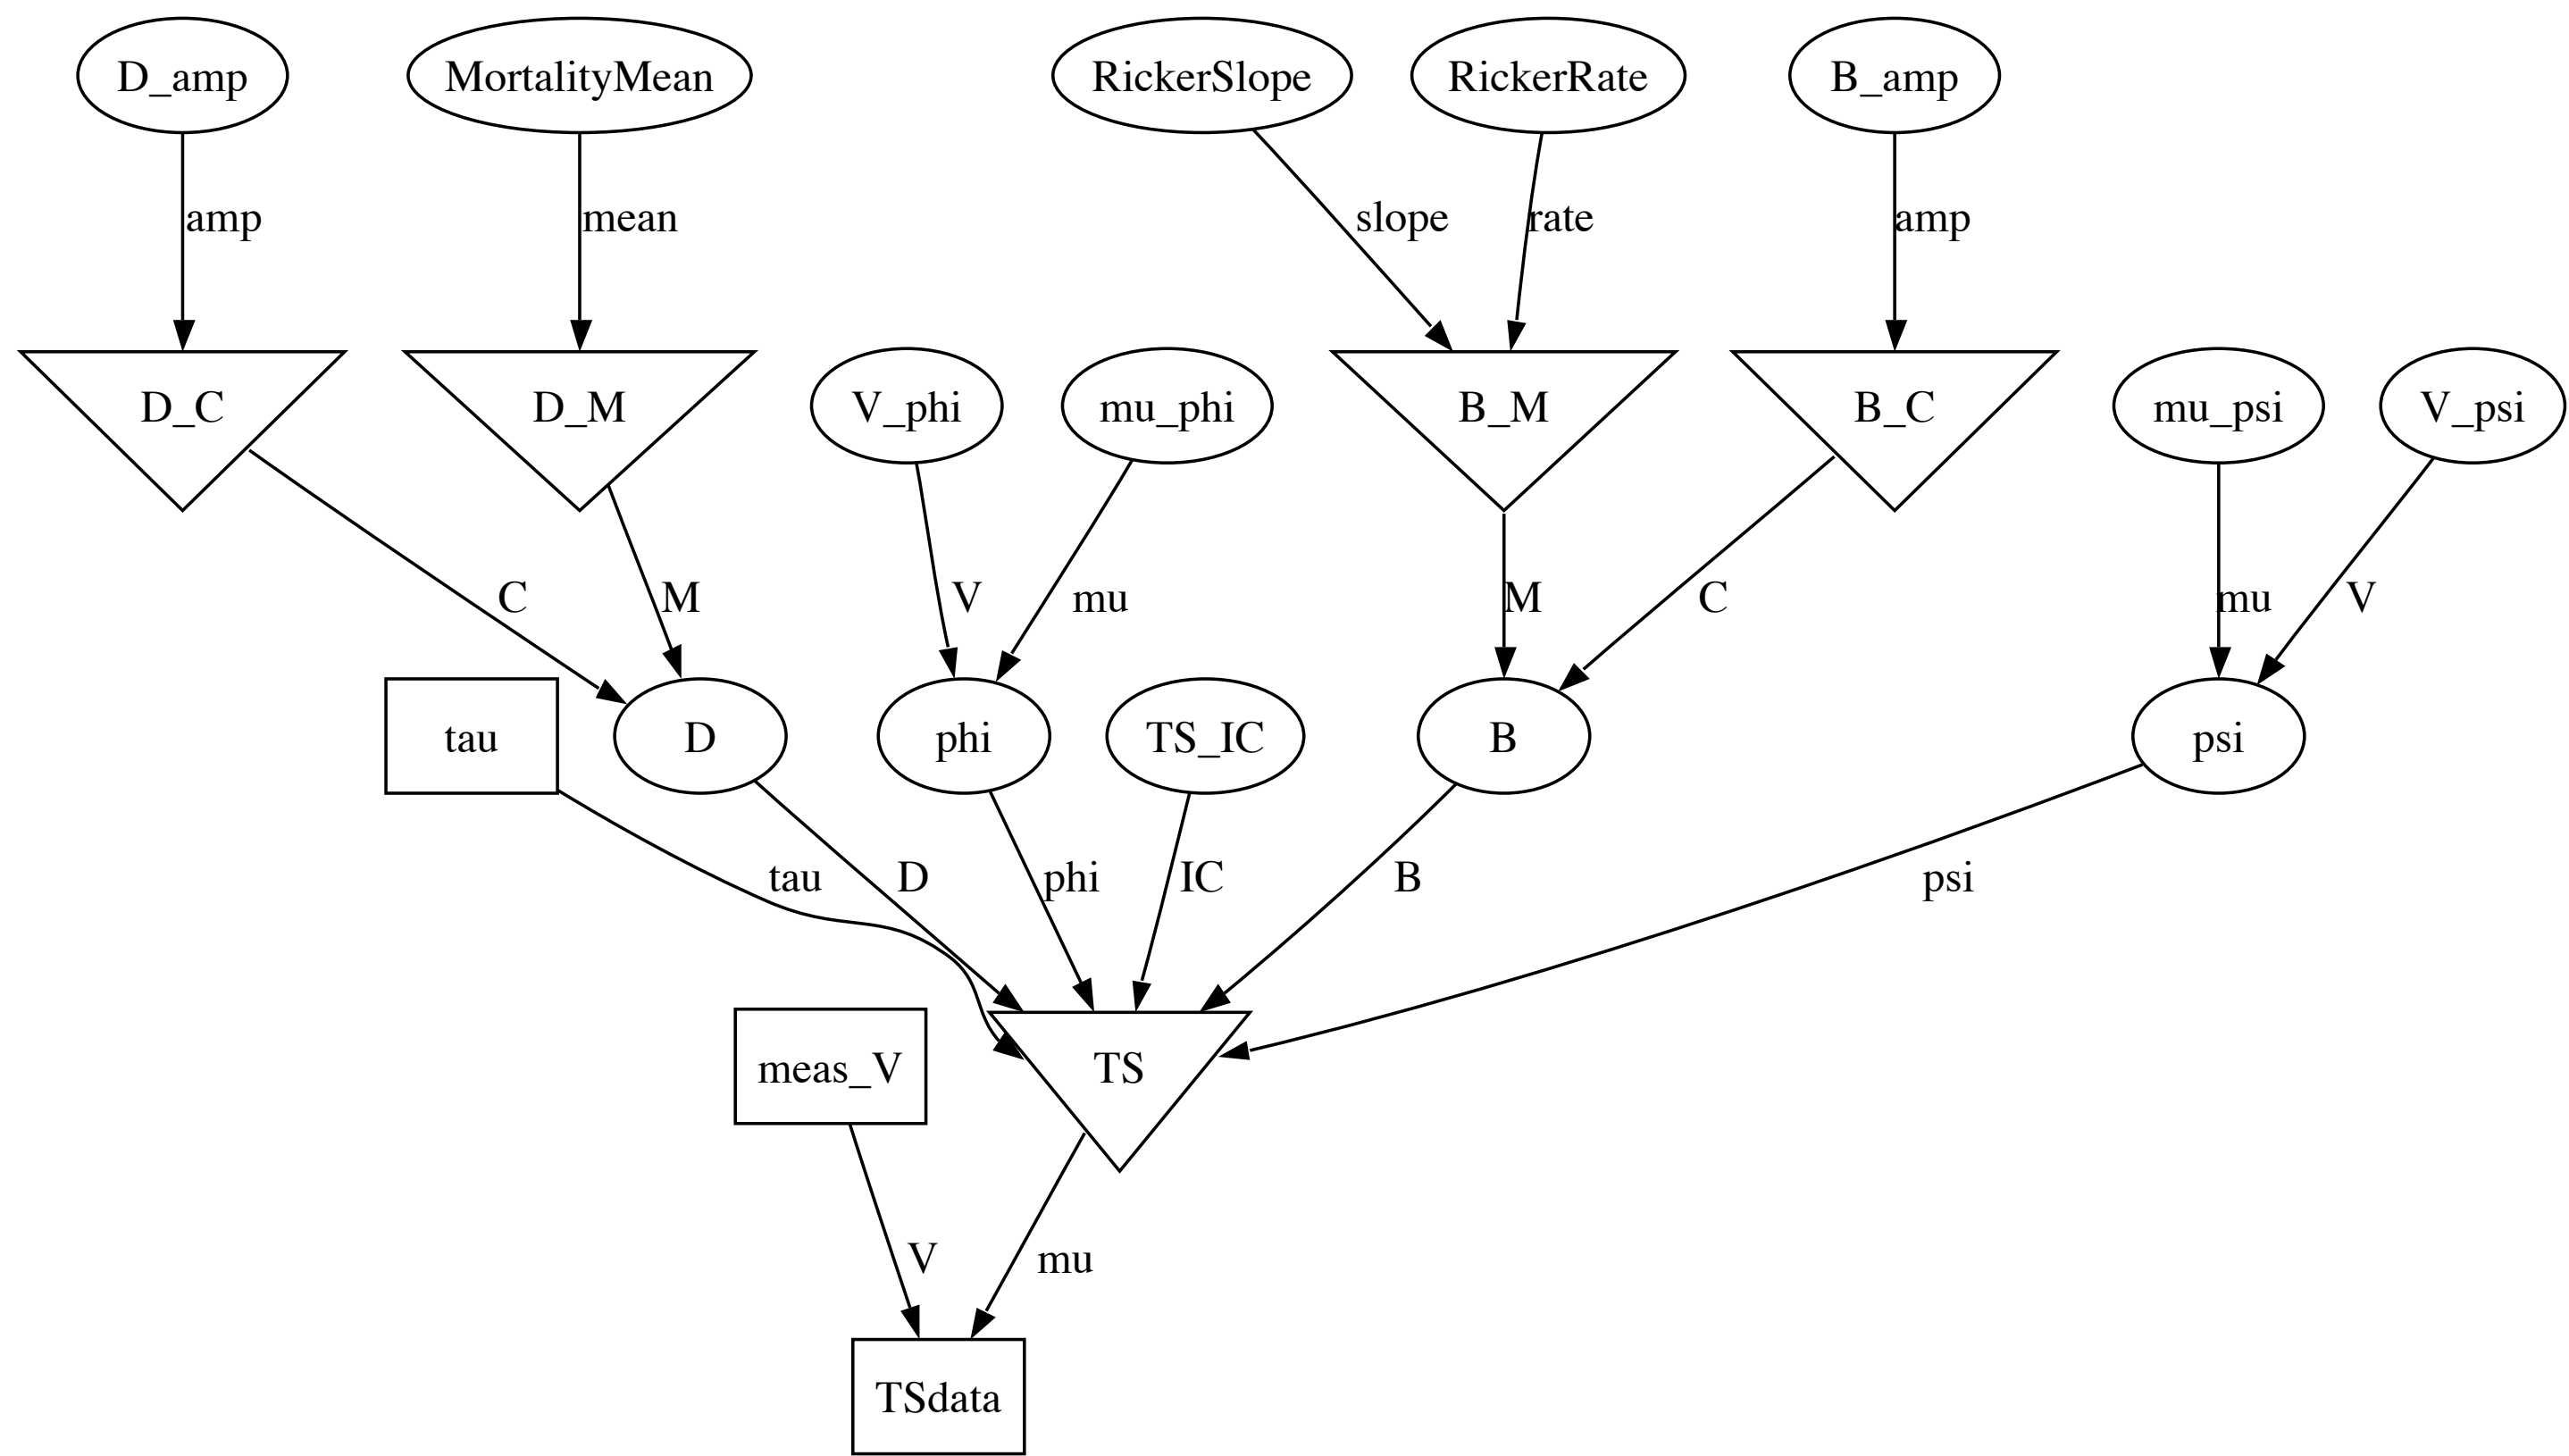 D_amp
MortalityMean
RickerSlope
RickerRate
B_amp
amp
mean
slope
rate
amp
D_C
D_M
V_phi
mu_phi
B_M
B_C
mu_psi
V_psi
C
M
V
mu
M
C
mu
V
tau
D
phi
TS_IC
B
psi
tau
D
phi
IC
B
psi
meas_V
TS
V
mu
TSdata